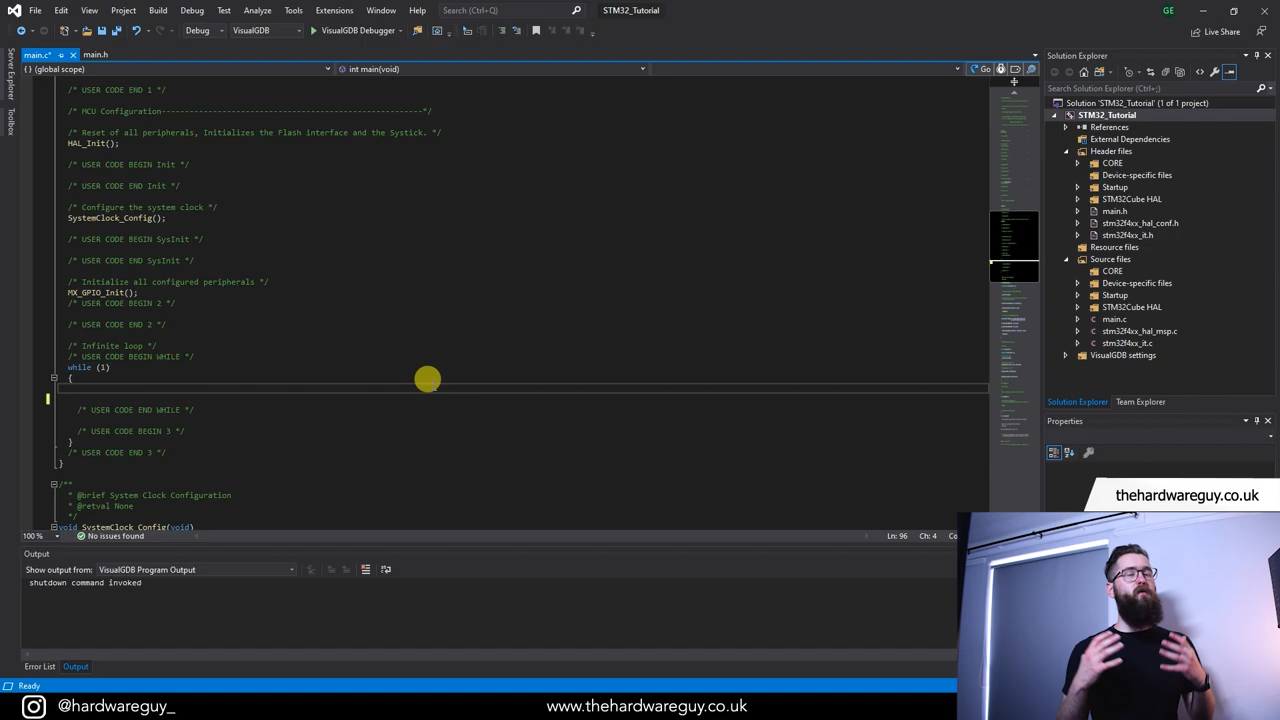 File Edit View Project Build Debug Test Analyze Tools Extensions Window Help Search (Ctrl+Q) STM32_Tutorial GE
Debug VisualGDB VisualGDB Debugger Live Share
Server Explorer
Toolbox
main.c* main.h
(global scope) int main(void) Go
/* USER CODE END 1 */
/* MCU Configuration--------------------------------------------------------*/
/* Reset of all peripherals, Initializes the Flash interface and the Systick. */
HAL_Init();
/* USER CODE BEGIN Init */
/* USER CODE END Init */
/* Configure the system clock */
SystemClock_Config();
/* USER CODE BEGIN SysInit */
/* USER CODE END SysInit */
/* Initialize all configured peripherals */
MX_GPIO_Init();
/* USER CODE BEGIN 2 */
/* USER CODE END 2 */
/* Infinite loop */
/* USER CODE BEGIN WHILE */
while (1)
{
/* USER CODE END WHILE */
/* USER CODE BEGIN 3 */
}
/* USER CODE END 3 */
}
/**
* @brief System Clock Configuration
* @retval None
*/
void SystemClock_Config(void)
100 % No issues found Ln: 96 Ch: 4
Output
Show output from: VisualGDB Program Output
shutdown command invoked
Error List Output
Ready
Solution Explorer
Search Solution Explorer (Ctrl+;)
Solution 'STM32_Tutorial' (1 of 1 project)
STM32_Tutorial
References
External Dependencies
Header files
CORE
Device-specific files
Startup
STM32Cube HAL
main.h
stm32f4xx_hal_conf.
stm32f4xx_it.h
Resource files
Source files
CORE
Device-specific files
Startup
STM32Cube HAL
main.c
stm32f4xx_hal_msp.c
stm32f4xx_it.c
VisualGDB settings
Solution Explorer Team Explorer
Properties
thehardwareguy.co.uk
@hardwareguy_ www.thehardwareguy.co.uk